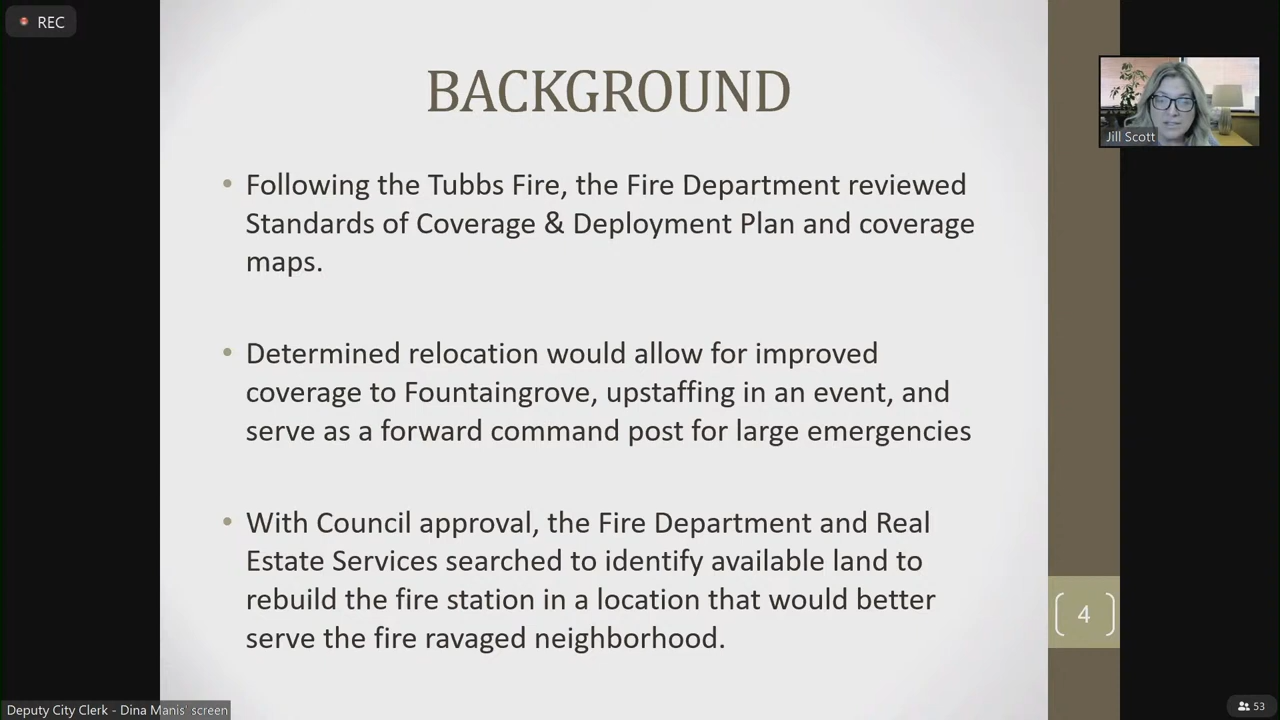 REC
BACKGROUND
• Following the Tubbs Fire, the Fire Department reviewed
Standards of Coverage & Deployment Plan and coverage
maps.
• Determined relocation would allow for improved
coverage to Fountaingrove, upstaffing in an event, and
serve as a forward command post for large emergencies
• With Council approval, the Fire Department and Real
Estate Services searched to identify available land to
rebuild the fire station in a location that would better
serve the fire ravaged neighborhood.
4
Jill Scott
Deputy City Clerk - Dina Manis' screen
53